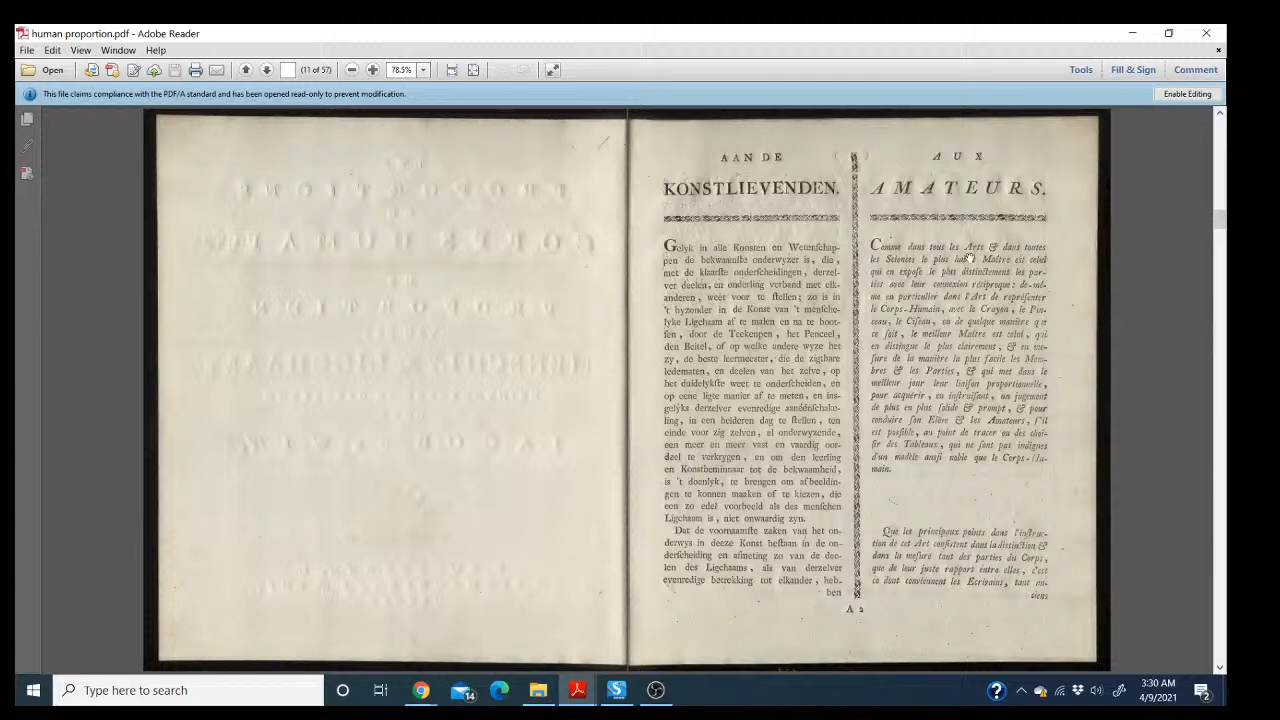 human proportion.pdf - Adobe Reader
File Edit View Window Help
Open
(11 of 57)
78.5%
Tools
Fill & Sign
Comment
This file claims compliance with the PDF/A standard and has been opened read-only to prevent modification.
Enable Editing
AAN DE
KONSTLIEVENDEN.
Gelyk in alle Konsten en Wetenſchap-
pen de bekwaamſte onderwyzer is, die,
met de klaarſte onderſcheidingen, derzel-
ver deelen, en onderling verband met elk-
anderen, weet voor te ſtellen; zo is in
't byzonder in de Konst van 't menſche-
lyke Ligchaam af te malen en na te boot-
ſen, door de Teekenpen, het Penceel,
den Beitel, of op welke andere wyze het
zy, de beste leermeester, die de zigtbare
ledematen, en deelen van het zelve, op
het duidelykſte weet te onderſcheiden, en
op eene ligte manier af te meten, en ins-
gelyks derzelver evenredige aanéénſchake-
ling, in een helderen dag te ſtellen, ten
einde voor zig zelven, al onderwyzende,
een meer en meer vast en vaardig oor-
deel te verkrygen, en om den leerling
en Konstbeminnaar tot de bekwaamheid,
is 't doenlyk, te brengen om afbeeldin-
gen te konnen maaken of te kiezen, die
een zo edel voorbeeld als des menſchen
Ligchaam is, niet onwaardig zyn.
Dat de voornaamſte zaken van het on-
derwys in deeze Konst beſtaan in de on-
derſcheiding en afmeting zo van de dee-
len des Ligchaams, als van derzelver
evenredige betrekking tot elkander, heb-
ben
AUX
AMATEURS.
Comme dans tous les Arts & dans toutes
les Sciences le plus Maître est celui
qui en expoſe le plus distinctement les par-
ties avec leur connexion réciproque: de-mê-
me en particulier dans l'Art de repréſenter
le Corps-Humain, avec le Crayon, le Pin-
ceau, le Ciſeau, ou de quelque manière que
ce ſoit, le meilleur Maître est celui, qui
en distingue le plus clairement, & en me-
ſure de la manière la plus facile les Mem-
bres & les Parties, & qui met dans le
meilleur jour leur liaiſon proportionnelle,
pour acquérir, en inſtruiſant, un jugement
de plus en plus ſolide & prompt, & pour
conduire ſon Elève & les Amateurs, ſ'il
est poſſible, au point de tracer ou des choi-
ſir des Tableaux, qui ne ſont pas indignes
d'un modèle auſſi noble que le Corps-Hu-
main.
Que les principaux points dans l'inſtruc-
tion de cet Art conſiſtent dans la distinction &
dans la meſure tant des parties du Corps,
que de leur juste rapport entre elles, c'est
ce dont conviennent les Ecrivains, tant an-
ciens
A 2
Type here to search
14
3:30 AM
4/9/2021
2